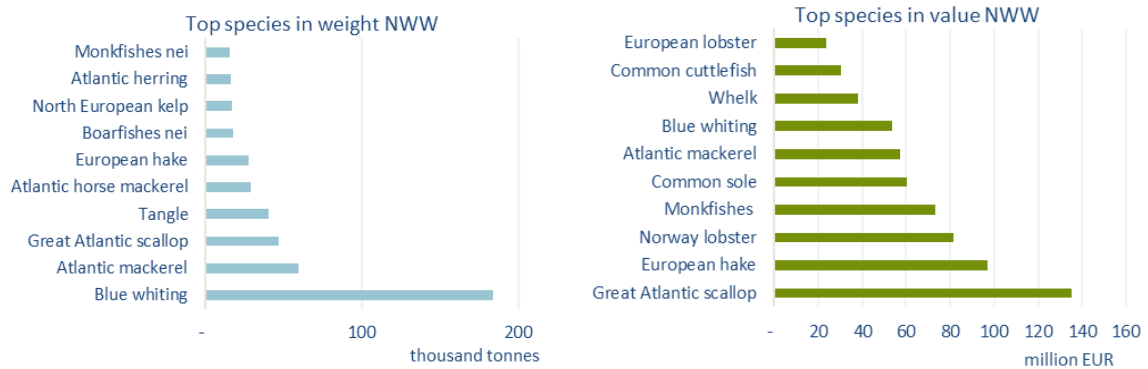 Top species in weight NWW
Monkfishes nei
Atlantic herring
North European kelp
Boarfishes nei
European hake
Atlantic horse mackerel
Tangle
Great Atlantic scallop
Atlantic mackerel
Blue whiting
- 100 200
thousand tonnes
Top species in value NWW
European lobster
Common cuttlefish
Whelk
Blue whiting
Atlantic mackerel
Common sole
Monkfishes
Norway lobster
European hake
Great Atlantic scallop
- 20 40 60 80 100 120 140 160
million EUR